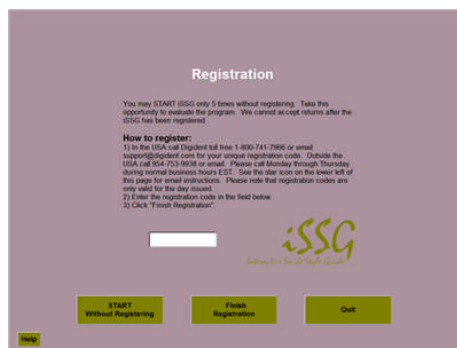 Registration
You may START iSSG only 5 times without registering. Take this
opportunity to evaluate the program. We cannot accept returns after the
iSSG has been registered.
How to register:
1) In the USA call Digident toll free 1-800-741-7966 or email
support@digident.com for your unique registration code. Outside the
USA call 954-753-9938 or email. Please call Monday through Thursday
during normal business hours EST. See the star icon on the lower left of
this page for email instructions. Please note that registration codes are
only valid for the day issued.
2) Enter the registration code in the field below
3) Click "Finish Registration".
iSSG
Interactive Smile Style Guide
START
Without Registering
Finish
Registration
Quit
Help